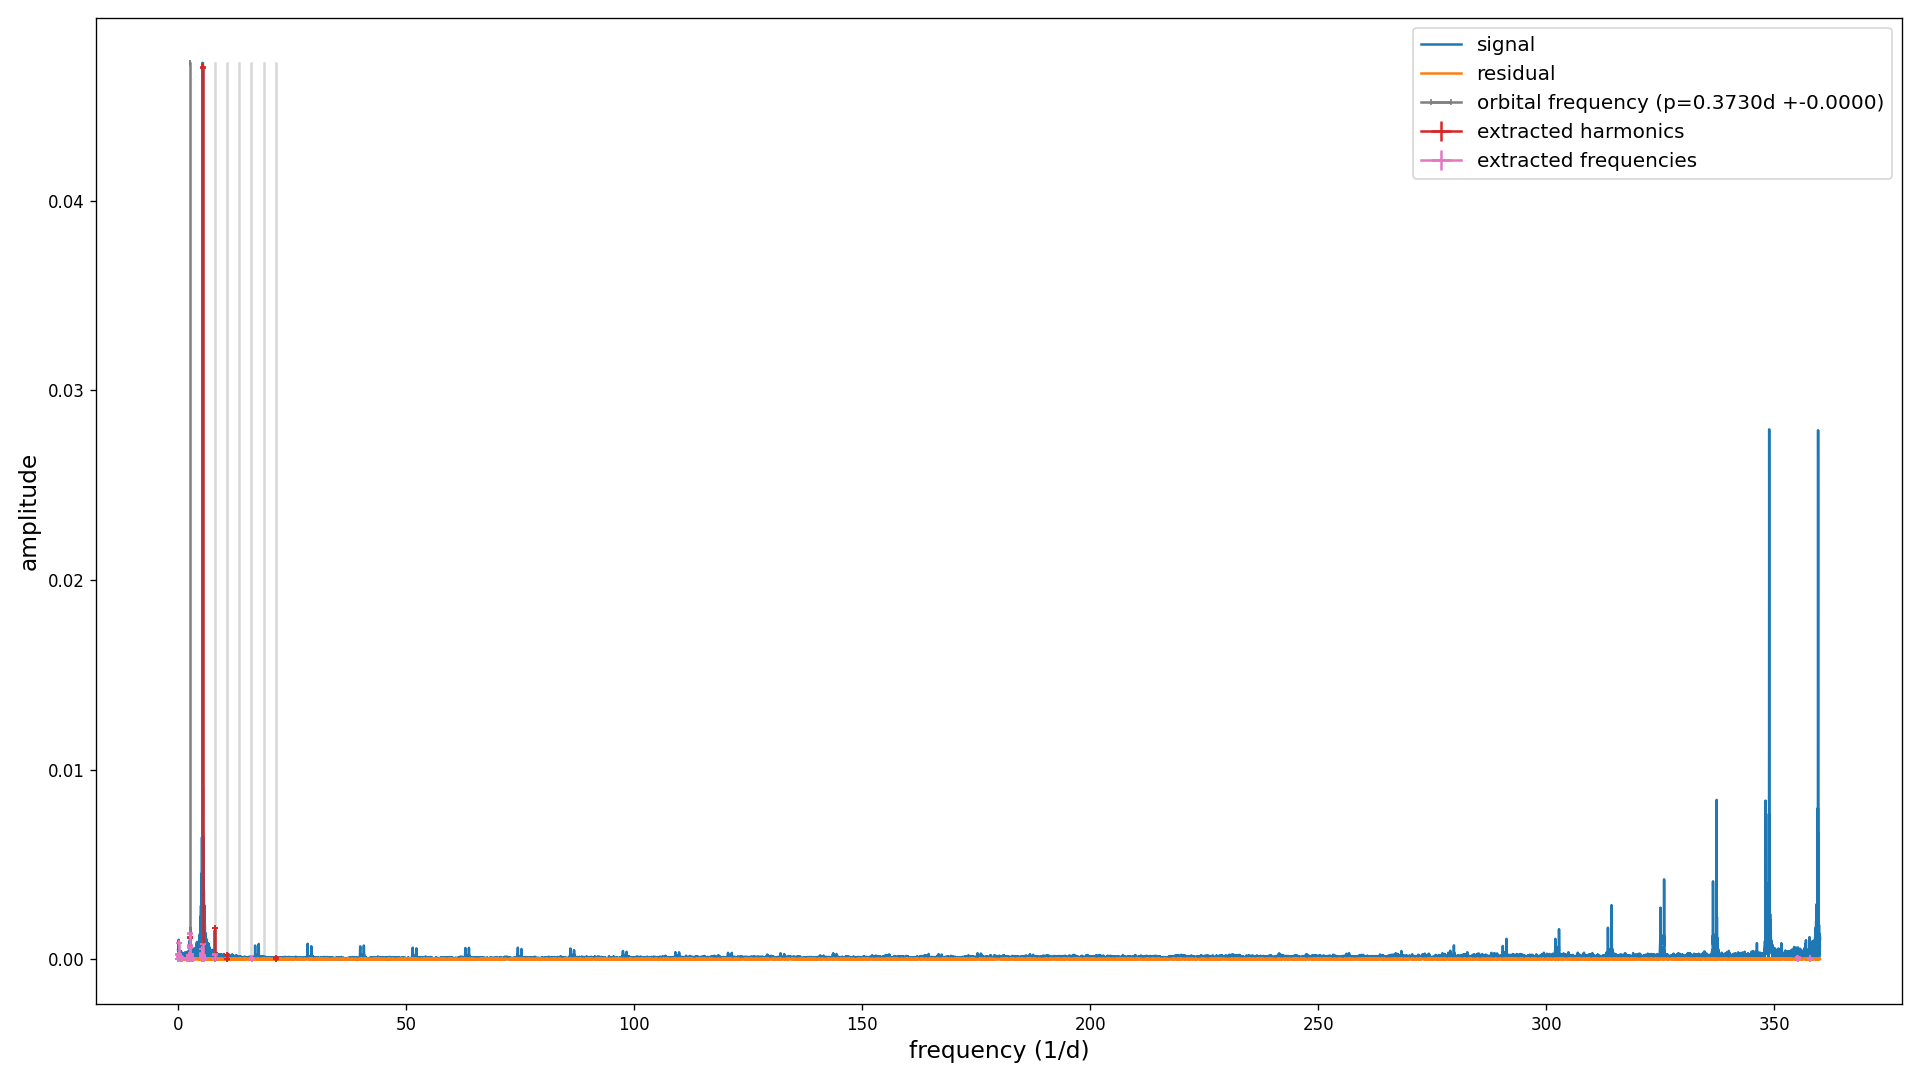 signal
residual
orbital frequency (p=0.3730d +-0.0000)
extracted harmonics
extracted frequencies
amplitude
0.04
0.03
0.02
0.01
0.00
0 50 100 150 200 250 300 350
frequency (1/d)